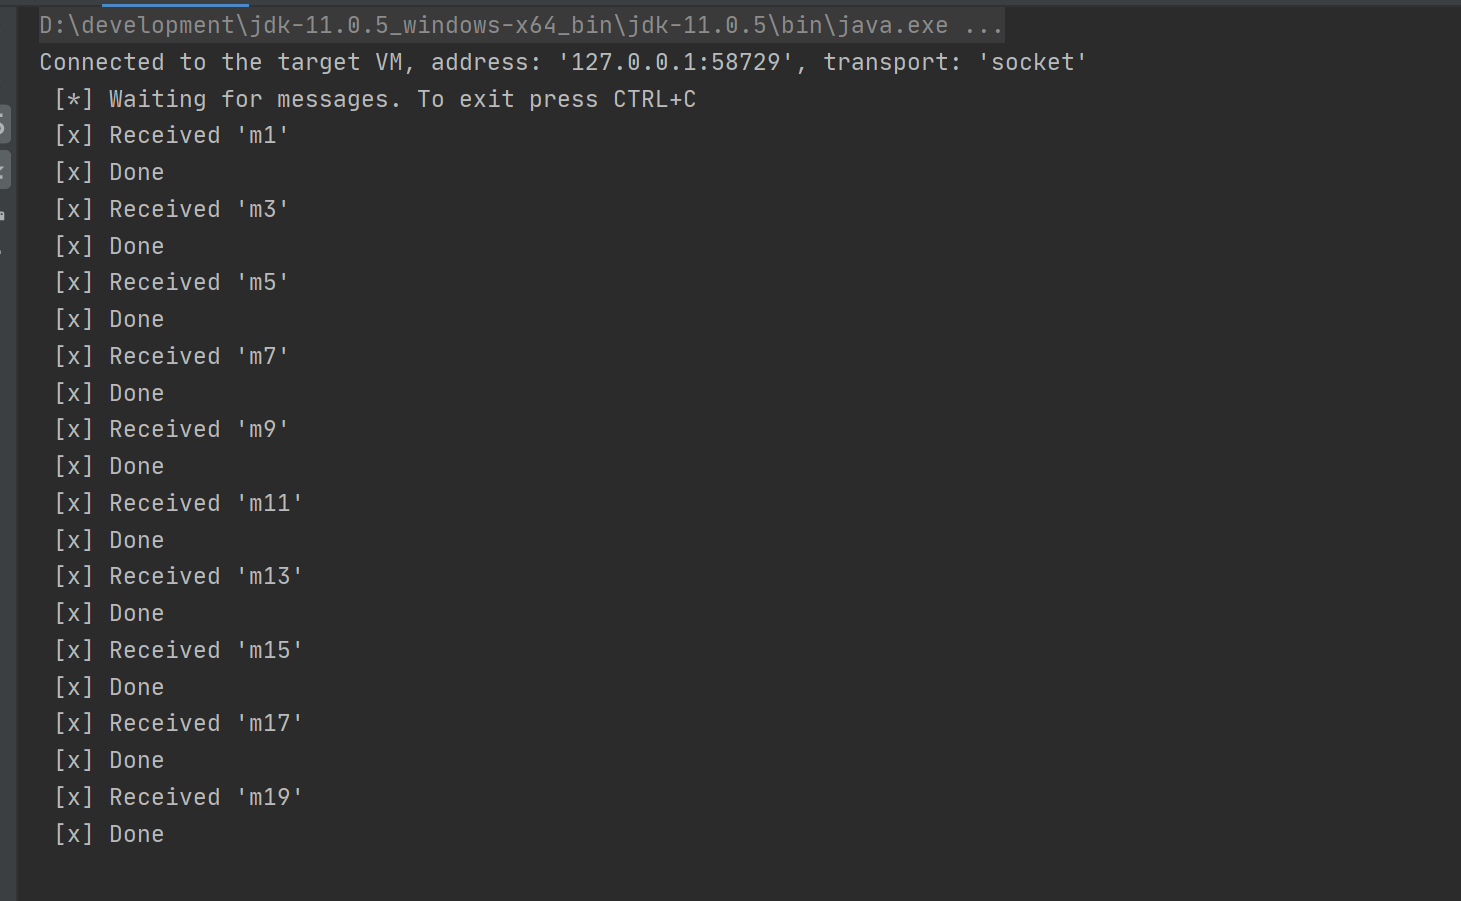 D:\development\jdk-11.0.5_windows-x64_bin\jdk-11.0.5\bin\java.exe ...
Connected to the target VM, address: '127.0.0.1:58729', transport: 'socket'
[*] Waiting for messages. To exit press CTRL+C
[x] Received 'm1'
[x] Done
[x] Received 'm3'
[x] Done
[x] Received 'm5'
[x] Done
[x] Received 'm7'
[x] Done
[x] Received 'm9'
[x] Done
[x] Received 'm11'
[x] Done
[x] Received 'm13'
[x] Done
[x] Received 'm15'
[x] Done
[x] Received 'm17'
[x] Done
[x] Received 'm19'
[x] Done